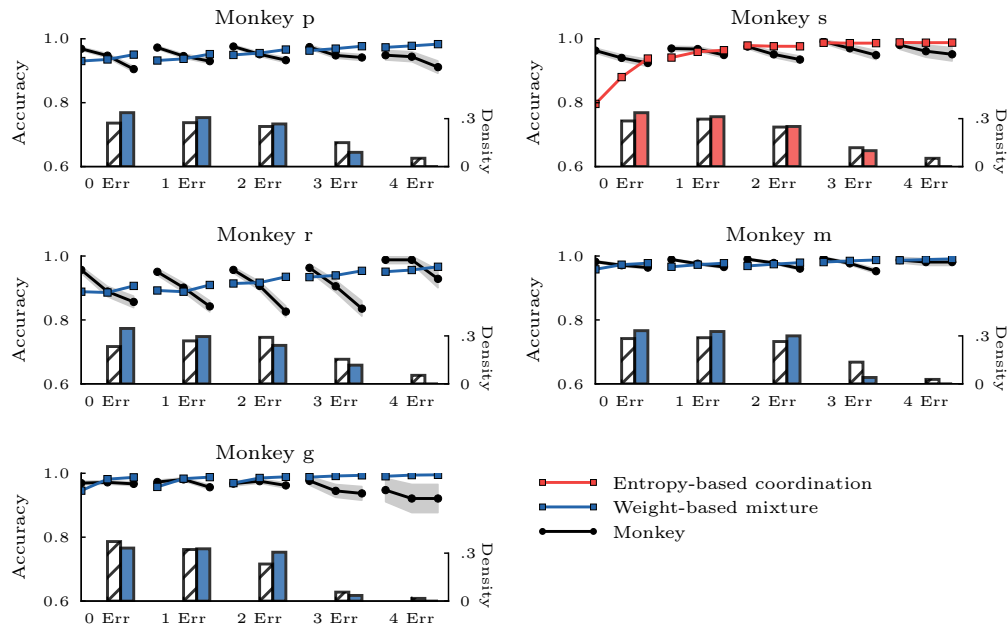 Monkey p
Accuracy
1.0
0.8
0.6
.3
0
Density
0 Err 1 Err 2 Err 3 Err 4 Err
Monkey s
Accuracy
1.0
0.8
0.6
.3
0
Density
0 Err 1 Err 2 Err 3 Err 4 Err
Monkey r
Accuracy
1.0
0.8
0.6
.3
0
Density
0 Err 1 Err 2 Err 3 Err 4 Err
Monkey m
Accuracy
1.0
0.8
0.6
.3
0
Density
0 Err 1 Err 2 Err 3 Err 4 Err
Monkey g
Accuracy
1.0
0.8
0.6
.3
0
Density
0 Err 1 Err 2 Err 3 Err 4 Err
Entropy-based coordination
Weight-based mixture
Monkey